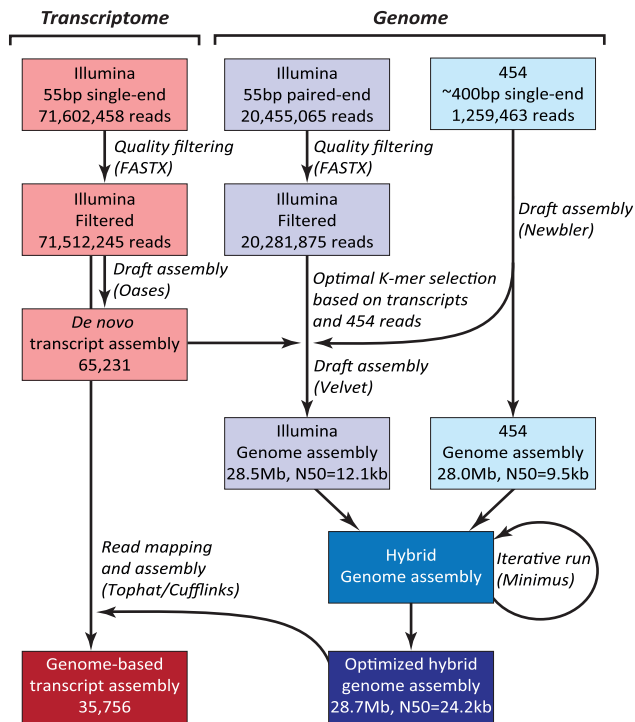 Transcriptome
Genome
Illumina
55bp single-end
71,602,458 reads
Illumina
55bp paired-end
20,455,065 reads
454
~400bp single-end
1,259,463 reads
Quality filtering
(FASTX)
Quality filtering
(FASTX)
Illumina
Filtered
71,512,245 reads
Illumina
Filtered
20,281,875 reads
Draft assembly
(Newbler)
Draft assembly
(Oases)
Optimal K-mer selection
based on transcripts
and 454 reads
De novo
transcript assembly
65,231
Draft assembly
(Velvet)
Illumina
Genome assembly
28.5Mb, N50=12.1kb
454
Genome assembly
28.0Mb, N50=9.5kb
Read mapping
and assembly
(Tophat/Cufflinks)
Hybrid
Genome assembly
Iterative run
(Minimus)
Genome-based
transcript assembly
35,756
Optimized hybrid
genome assembly
28.7Mb, N50=24.2kb